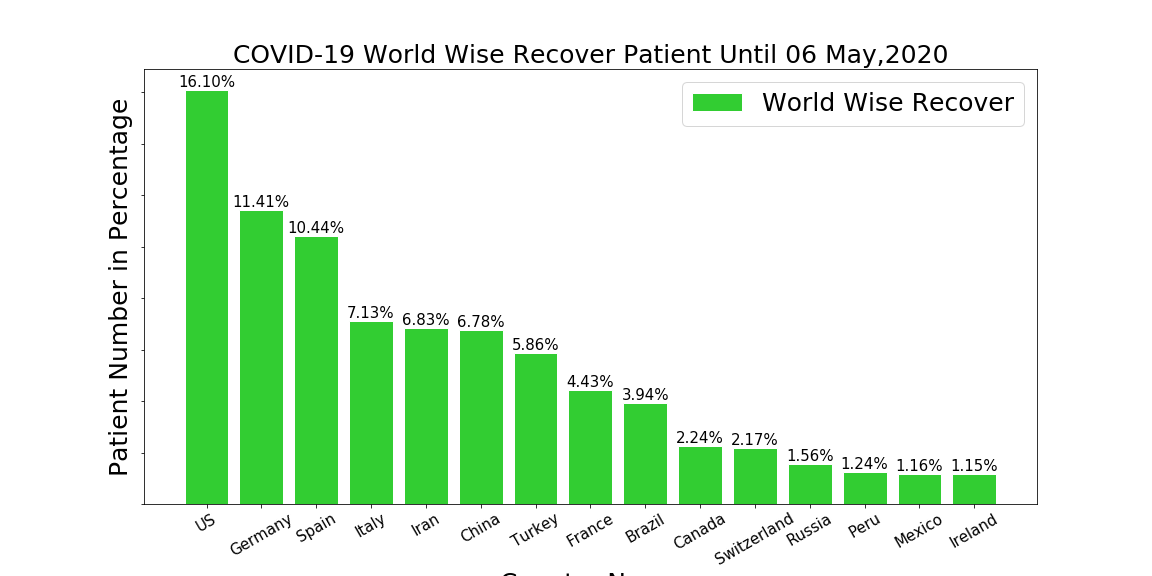 COVID-19 World Wise Recover Patient Until 06 May,2020
World Wise Recover
Patient Number in Percentage
16.10%
11.41%
10.44%
7.13%
6.83%
6.78%
5.86%
4.43%
3.94%
2.24%
2.17%
1.56%
1.24%
1.16%
1.15%
US
Germany
Spain
Italy
Iran
China
Turkey
France
Brazil
Canada
Switzerland
Russia
Peru
Mexico
Ireland